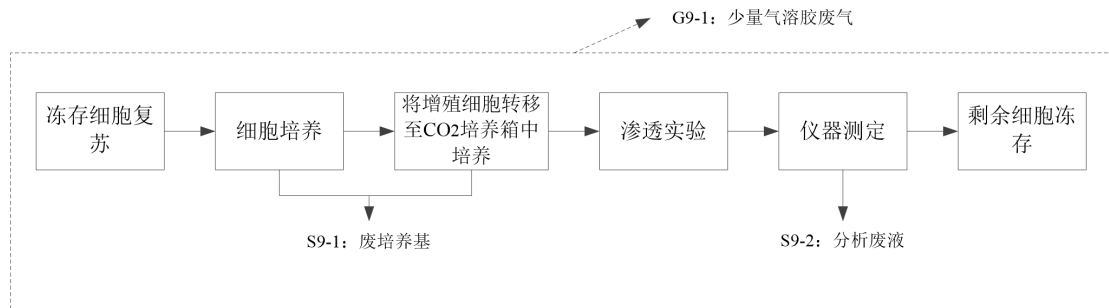 G9-1：少量气溶胶废气
冻存细胞复
苏
细胞培养
将增殖细胞转移
至CO2培养箱中
培养
渗透实验
仪器测定
剩余细胞冻
存
S9-1：废培养基
S9-2：分析废液